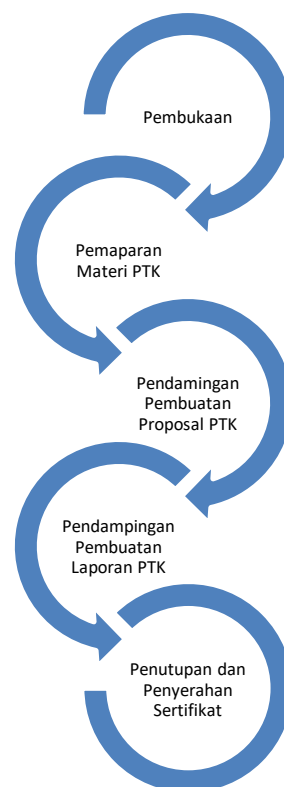 Pembukaan
Pemaparan
Materi PTK
Pendamingan
Pembuatan
Proposal PTK
Pendampingan
Pembuatan
Laporan PTK
Penutupan dan
Penyerahan
Sertifikat